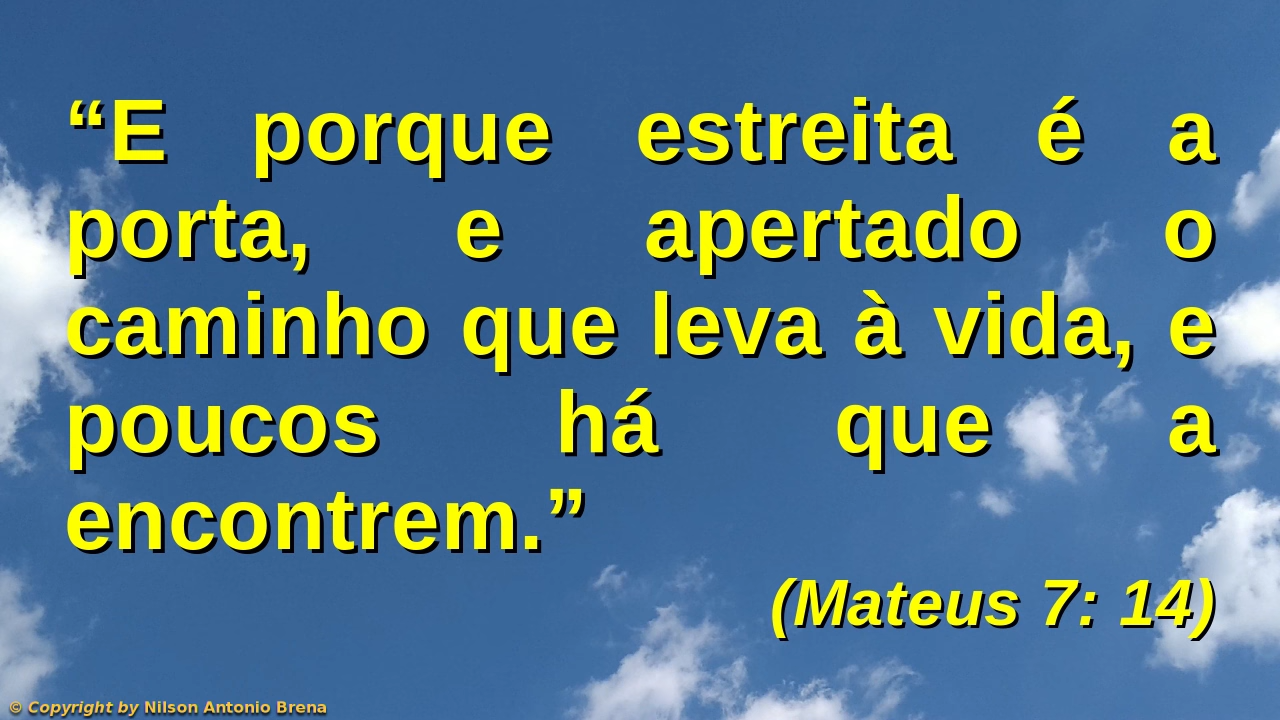 “E porque estreita é a
porta, e apertado o
caminho que leva à vida, e
poucos há que a
encontrem.”
(Mateus 7: 14)
© Copyright by Nilson Antonio Brena